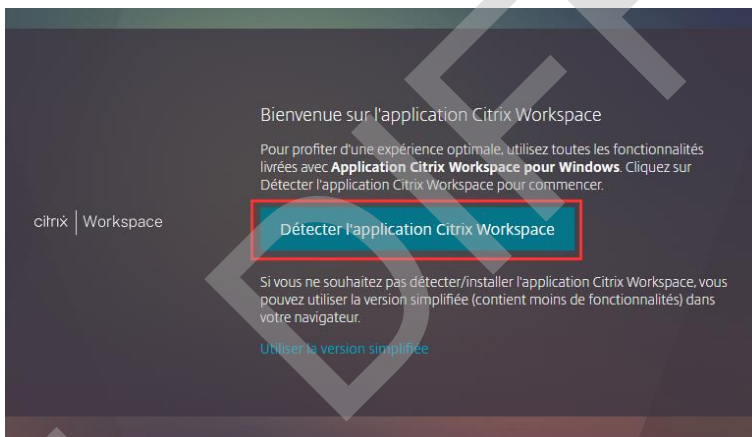 Bienvenue sur l'application Citrix Workspace
Pour profiter d'une expérience optimale, utilisez toutes les fonctionnalités
livrées avec Application Citrix Workspace pour Windows. Cliquez sur
Détecter l'application Citrix Workspace pour commencer.
citrix | Workspace
Détecter l'application Citrix Workspace
Si vous ne souhaitez pas détecter/installer l'application Citrix Workspace, vous
pouvez utiliser la version simplifiée (contient moins de fonctionnalités) dans
votre navigateur.
Utiliser la version simplifiée